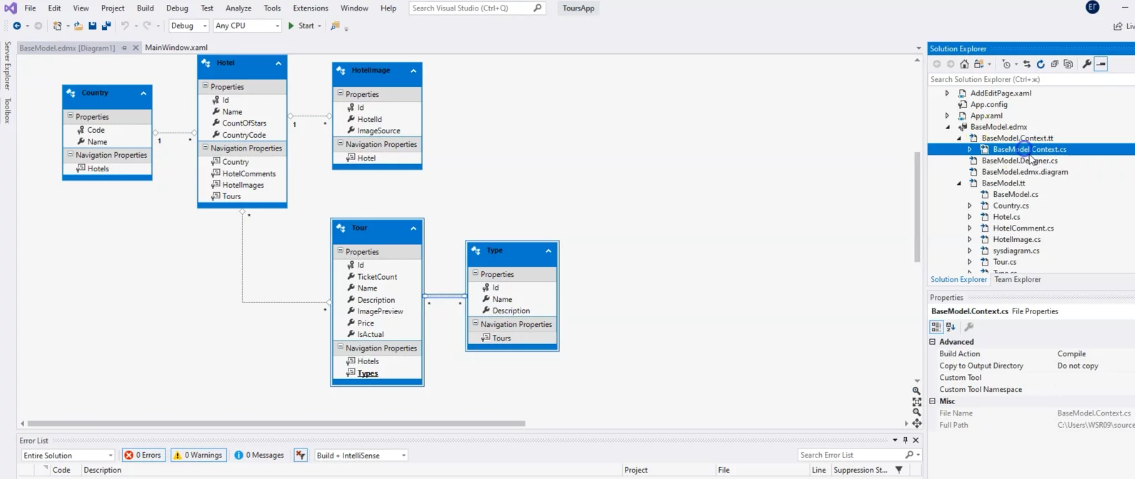 File Edit View Project Build Debug Test Analyze Tools Extensions Window Help Search Visual Studio (Ctrl+Q) ToursApp ЕГ
Debug Any CPU Start Liv
Server Explorer
Toolbox
BaseModel.edmx [Diagram1] MainWindow.xaml
Country
Properties
Code
Name
Navigation Properties
Hotels
1 *
Hotel
Properties
Id
Name
CountOfStars
CountryCode
Navigation Properties
Country
HotelComments
HotelImages
Tours
1 *
HotelImage
Properties
Id
HotelId
ImageSource
Navigation Properties
Hotel
*
*
Tour
Properties
Id
TicketCount
Name
Description
ImagePreview
Price
IsActual
Navigation Properties
Hotels
Types
* *
Type
Properties
Id
Name
Description
Navigation Properties
Tours
Solution Explorer
Search Solution Explorer (Ctrl+ж)
AddEditPage.xaml
App.config
App.xaml
BaseModel.edmx
BaseModel.Context.tt
BaseModel.Context.cs
BaseModel.Designer.cs
BaseModel.edmx.diagram
BaseModel.tt
BaseModel.cs
Country.cs
Hotel.cs
HotelComment.cs
HotelImage.cs
sysdiagram.cs
Tour.cs
Type.cs
Solution Explorer Team Explorer
Properties
BaseModel.Context.cs File Properties
Advanced
Build Action Compile
Copy to Output Directory Do not copy
Custom Tool
Custom Tool Namespace
Misc
File Name BaseModel.Context.cs
Full Path C:\Users\WSR09\source
Error List
Entire Solution 0 Errors 0 Warnings 0 Messages Build + IntelliSense Search Error List
Code Description Project File Line Suppression St...